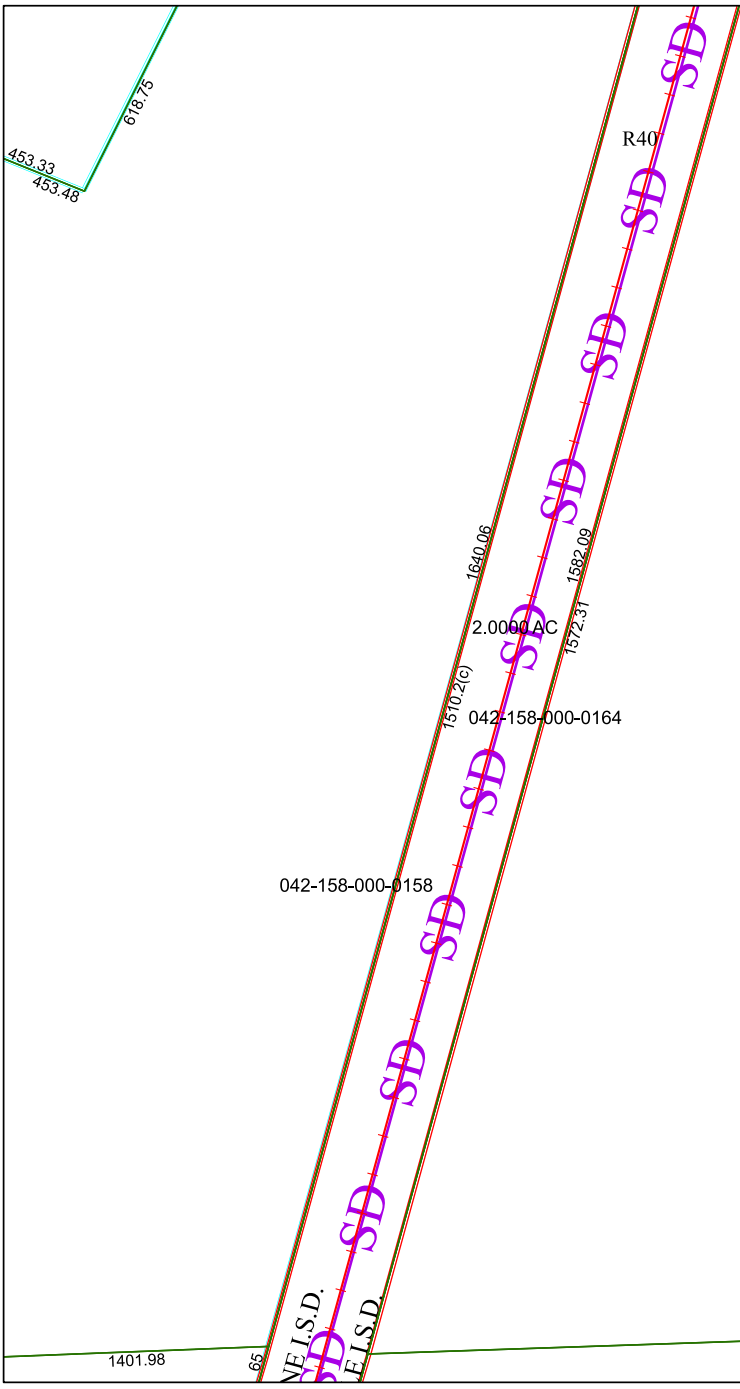 SD
618.75
R40
453.33
453.48
SD
SD
SD
1640.06
1582.09
2.0000 AC
SD
1572.31
1510.2(c)
042-158-000-0164
SD
042-158-000-0158
SD
SD
SD
NE I.S.D.
E I.S.D.
1401.98
65
SD